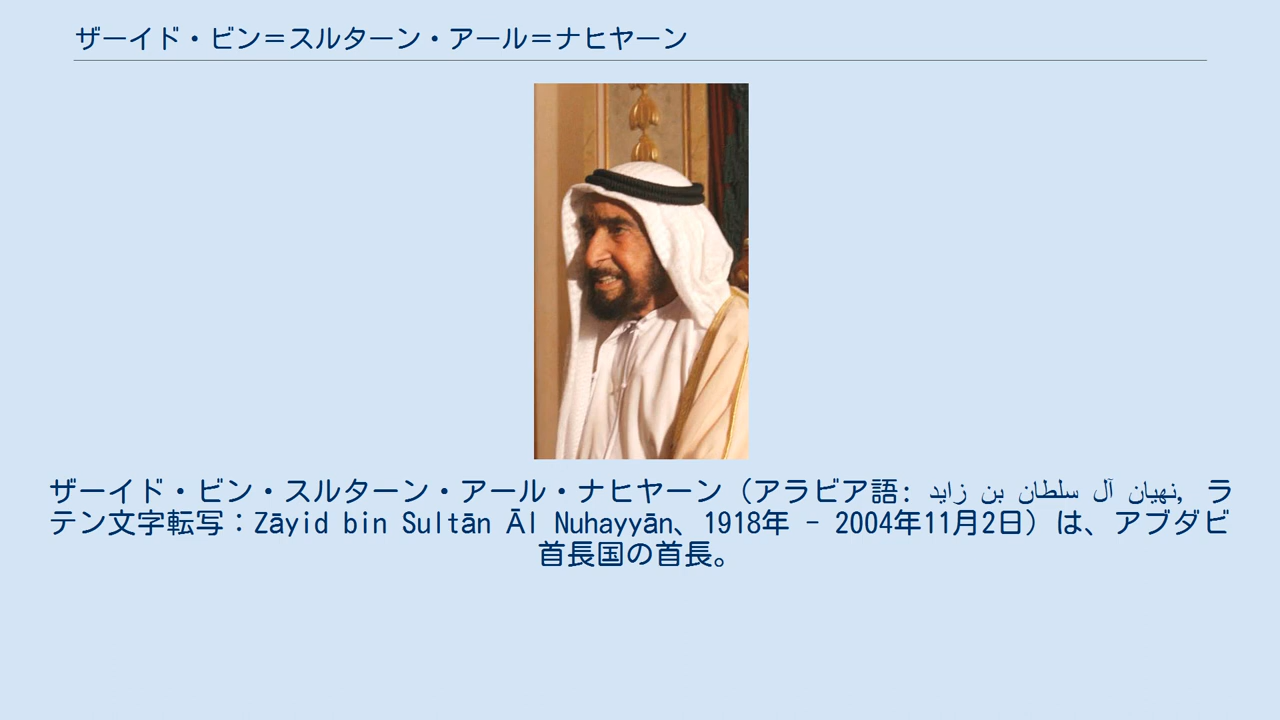 ザーイド・ビン＝スルターン・アール＝ナヒヤーン
ザーイド・ビン・スルターン・アール・ナヒヤーン（アラビア語: زايد بن سلطان آل نهيان, ラ
テン文字転写：Zāyid bin Sultān Āl Nuhayyān、1918年 - 2004年11月2日）は、アブダビ
首長国の首長。